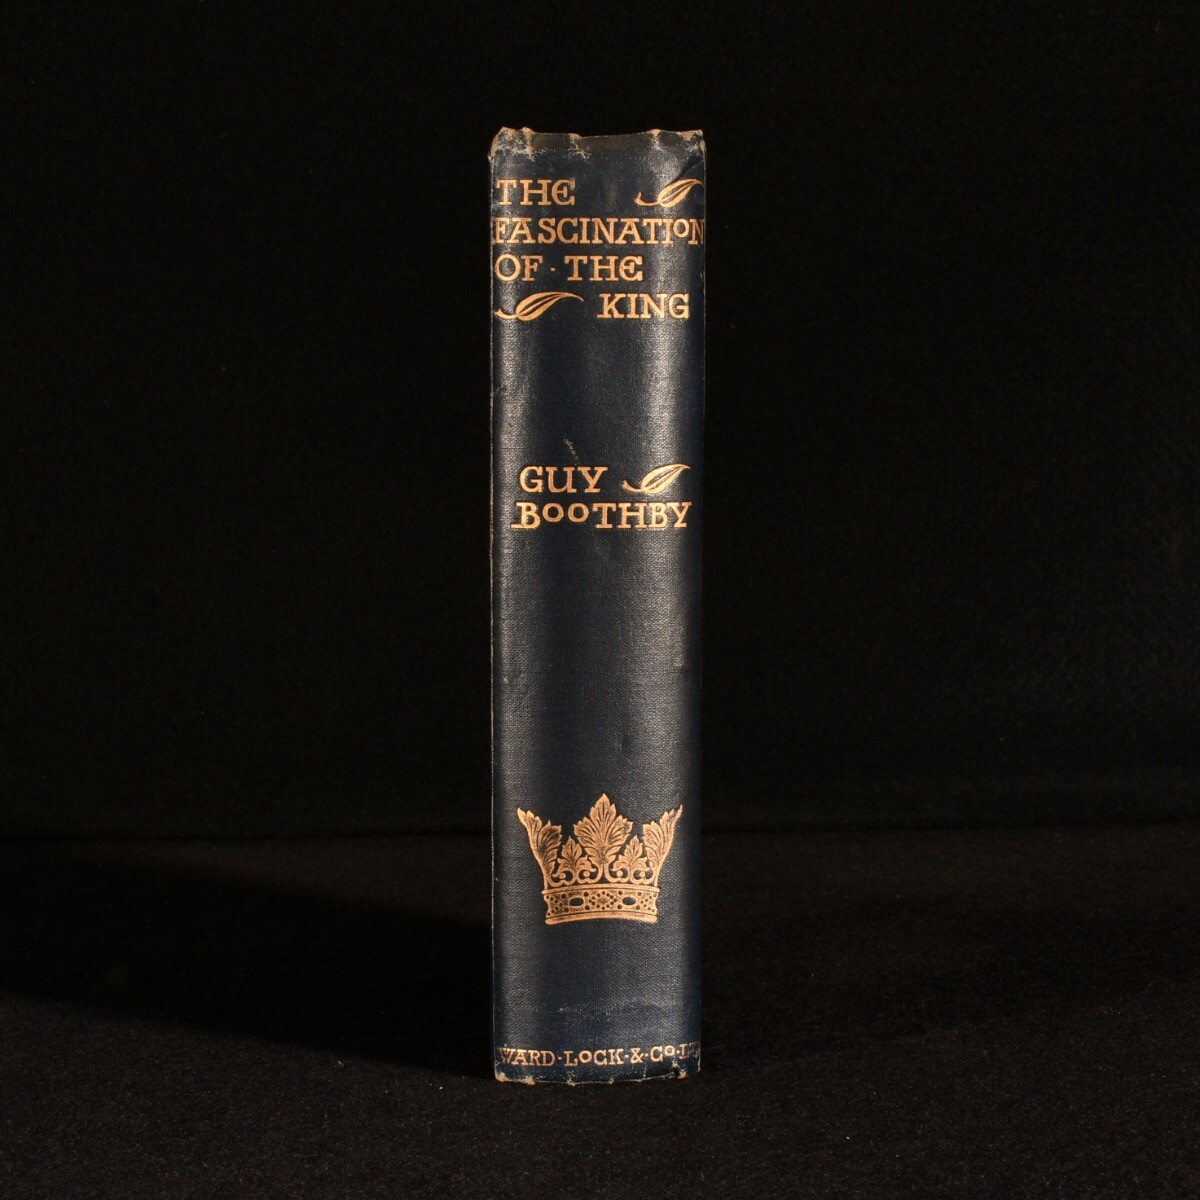 THE
FASCINATION
OF · THE
KING
GUY
BOOTHBY
WARD · LOCK · & · CO · LTD